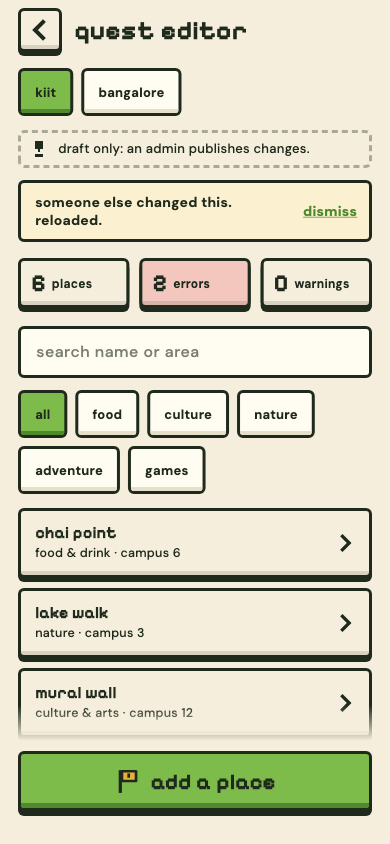 quest editor
kiit
bangalore
draft only: an admin publishes changes.
someone else changed this.
reloaded.
dismiss
6 places
2 errors
0 warnings
search name or area
all
food
culture
nature
adventure
games
chai point
food & drink · campus 6
lake walk
nature · campus 3
mural wall
culture & arts · campus 12
add a place